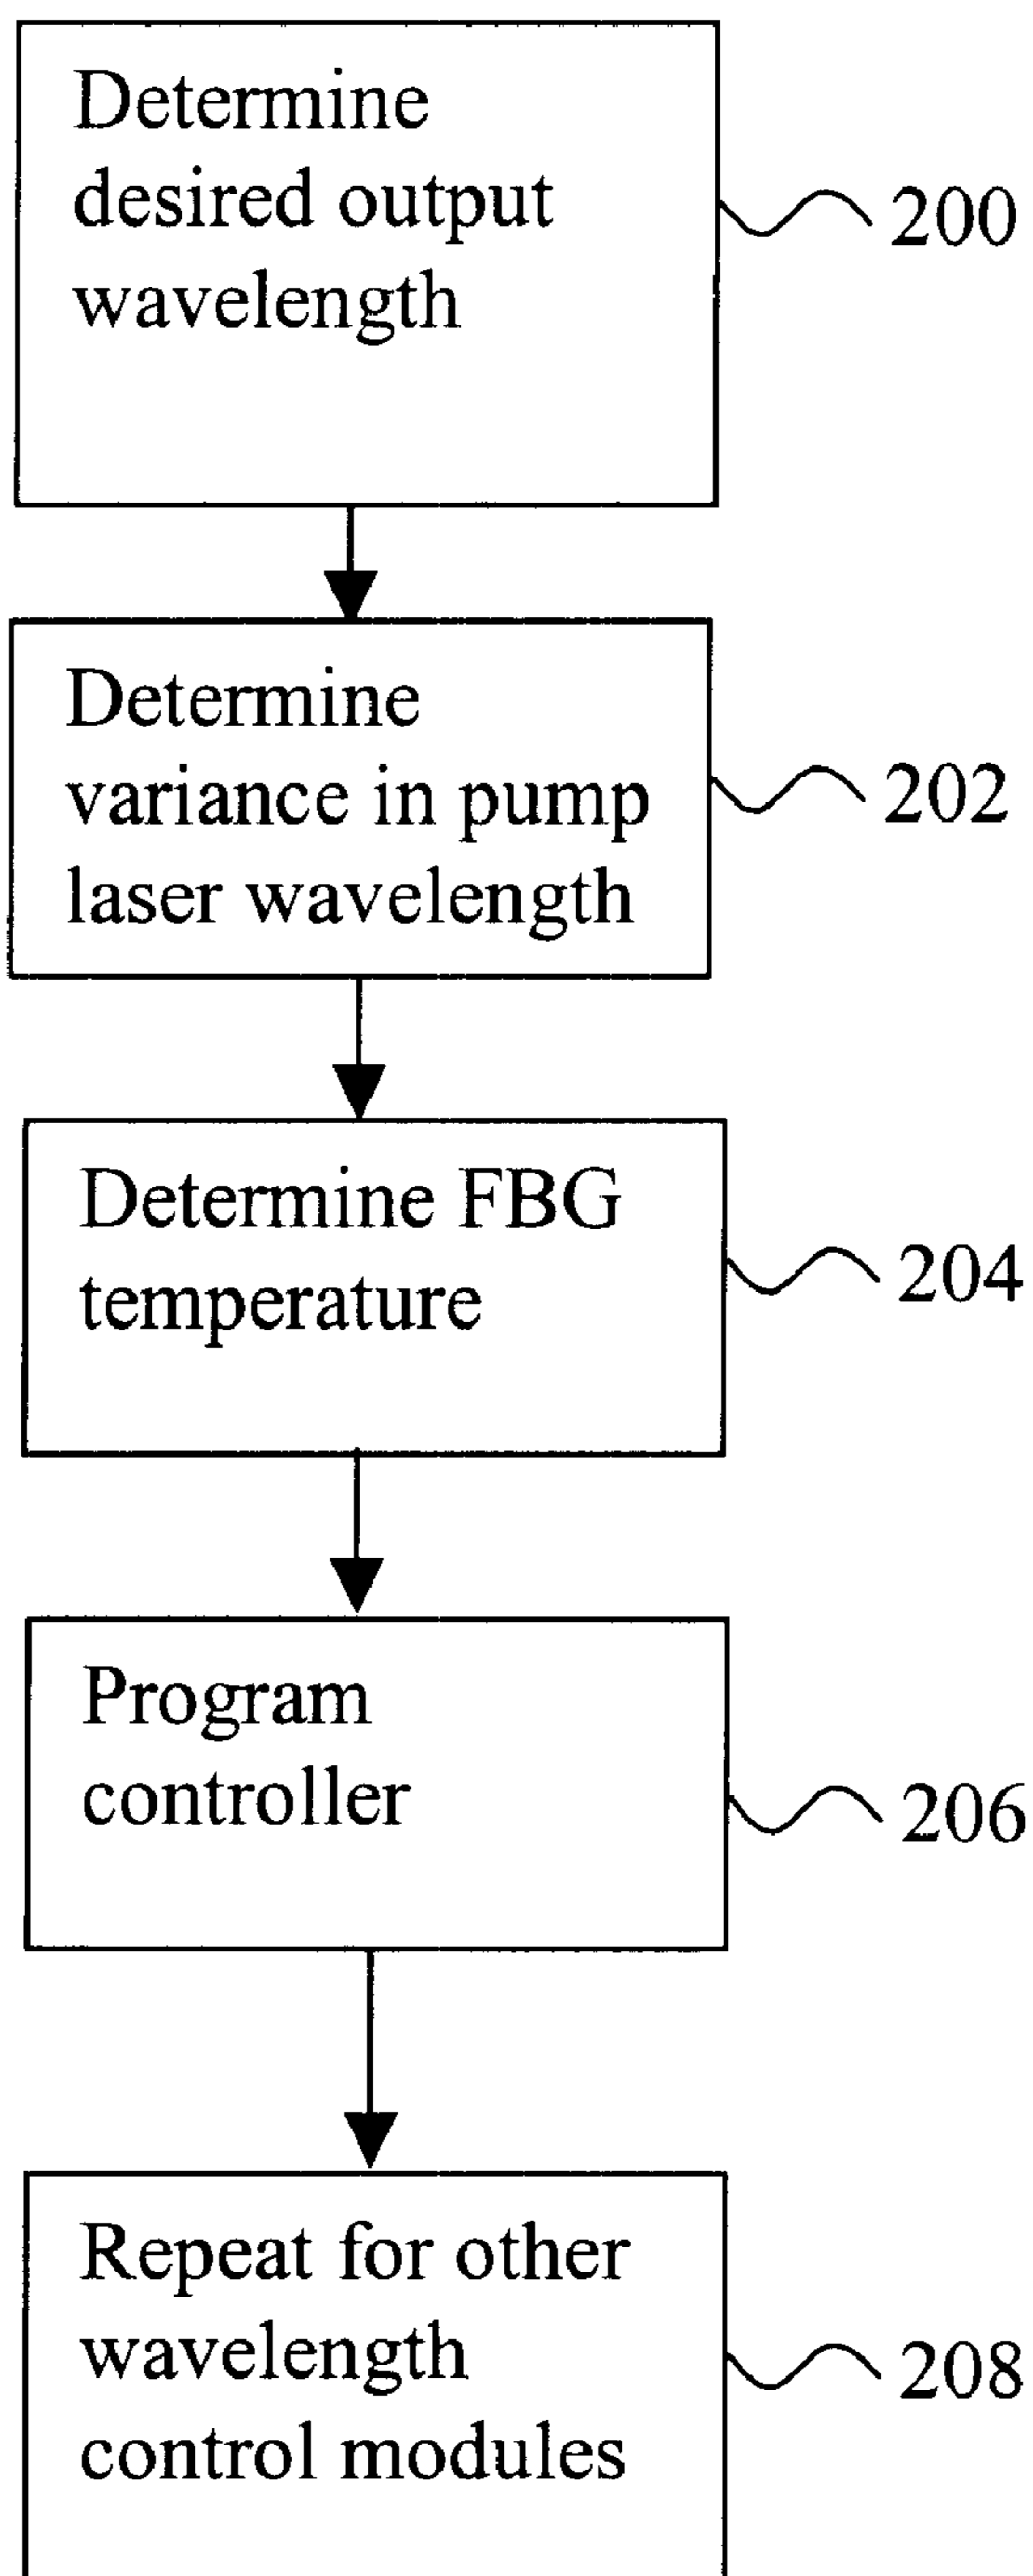 Determine
desired output
wavelength
200
Determine
variance in pump
laser wavelength
202
Determine FBG
temperature
204
Program
controller
206
Repeat for other
wavelength
control modules
208